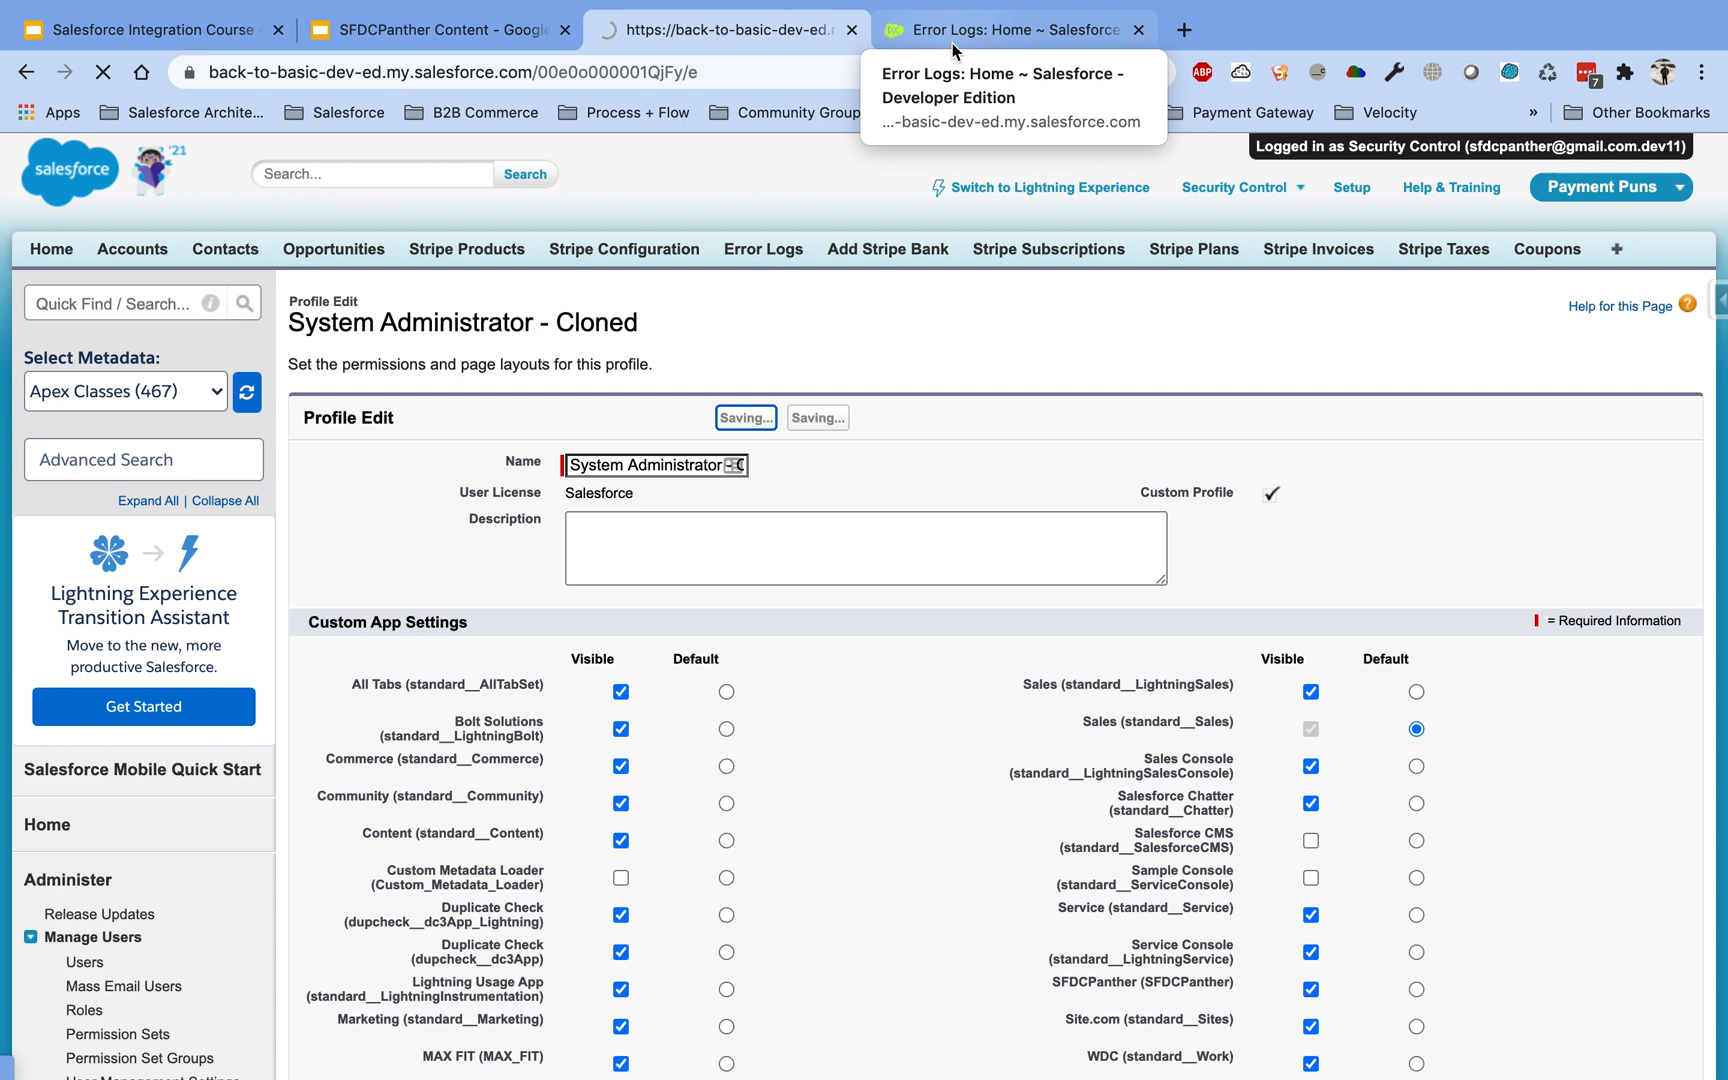 Salesforce Integration Course
SFDCPanther Content - Google
https://back-to-basic-dev-ed.
Error Logs: Home ~ Salesforce
back-to-basic-dev-ed.my.salesforce.com/00e0o000001QjFy/e
ABP
7
Error Logs: Home ~ Salesforce -
Developer Edition
...-basic-dev-ed.my.salesforce.com
Apps
Salesforce Archite...
Salesforce
B2B Commerce
Process + Flow
Community Group
Payment Gateway
Velocity
»
Other Bookmarks
salesforce
'21
Search...
Search
Logged in as Security Control (sfdcpanther@gmail.com.dev11)
Switch to Lightning Experience
Security Control
Setup
Help & Training
Payment Puns
Home
Accounts
Contacts
Opportunities
Stripe Products
Stripe Configuration
Error Logs
Add Stripe Bank
Stripe Subscriptions
Stripe Plans
Stripe Invoices
Stripe Taxes
Coupons
+
Quick Find / Search...
Select Metadata:
Apex Classes (467)
Advanced Search
Expand All | Collapse All
Lightning Experience
Transition Assistant
Move to the new, more
productive Salesforce.
Get Started
Salesforce Mobile Quick Start
Home
Administer
Release Updates
Manage Users
Users
Mass Email Users
Roles
Permission Sets
Permission Set Groups
Profile Edit
System Administrator - Cloned
Help for this Page
Set the permissions and page layouts for this profile.
Profile Edit
Saving...
Saving...
Name
System Administrator - C
User License
Salesforce
Custom Profile
Description
Custom App Settings
= Required Information
Visible
Default
Visible
Default
All Tabs (standard__AllTabSet)
Sales (standard__LightningSales)
Bolt Solutions
(standard__LightningBolt)
Sales (standard__Sales)
Commerce (standard__Commerce)
Sales Console
(standard__LightningSalesConsole)
Community (standard__Community)
Salesforce Chatter
(standard__Chatter)
Content (standard__Content)
Salesforce CMS
(standard__SalesforceCMS)
Custom Metadata Loader
(Custom_Metadata_Loader)
Sample Console
(standard__ServiceConsole)
Duplicate Check
(dupcheck__dc3App_Lightning)
Service (standard__Service)
Duplicate Check
(dupcheck__dc3App)
Service Console
(standard__LightningService)
Lightning Usage App
(standard__LightningInstrumentation)
SFDCPanther (SFDCPanther)
Marketing (standard__Marketing)
Site.com (standard__Sites)
MAX FIT (MAX_FIT)
WDC (standard__Work)